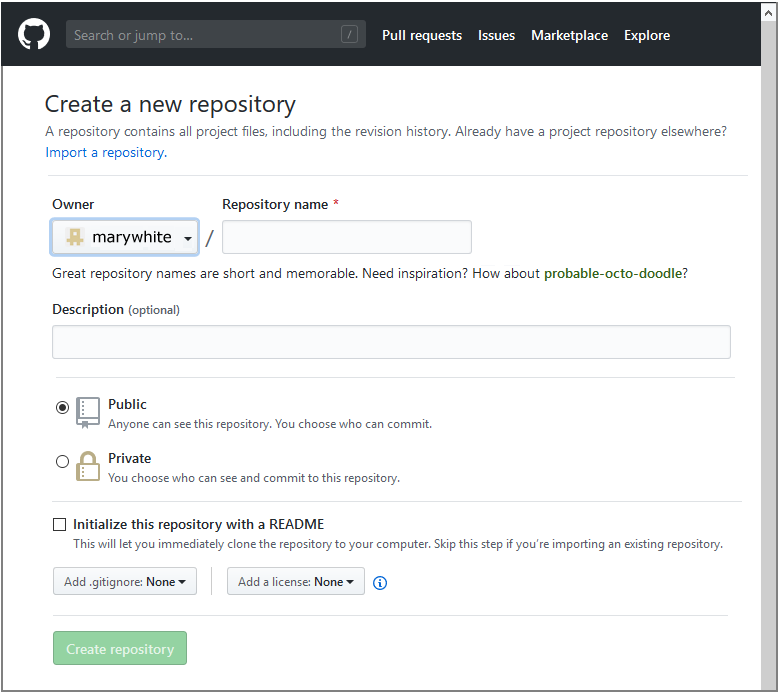 Search or jump to... / Pull requests Issues Marketplace Explore
Create a new repository
A repository contains all project files, including the revision history. Already have a project repository elsewhere?
Import a repository.
Owner Repository name *
marywhite / 
Great repository names are short and memorable. Need inspiration? How about probable-octo-doodle?
Description (optional)
Public
Anyone can see this repository. You choose who can commit.
Private
You choose who can see and commit to this repository.
Initialize this repository with a README
This will let you immediately clone the repository to your computer. Skip this step if you’re importing an existing repository.
Add .gitignore: None Add a license: None i
Create repository